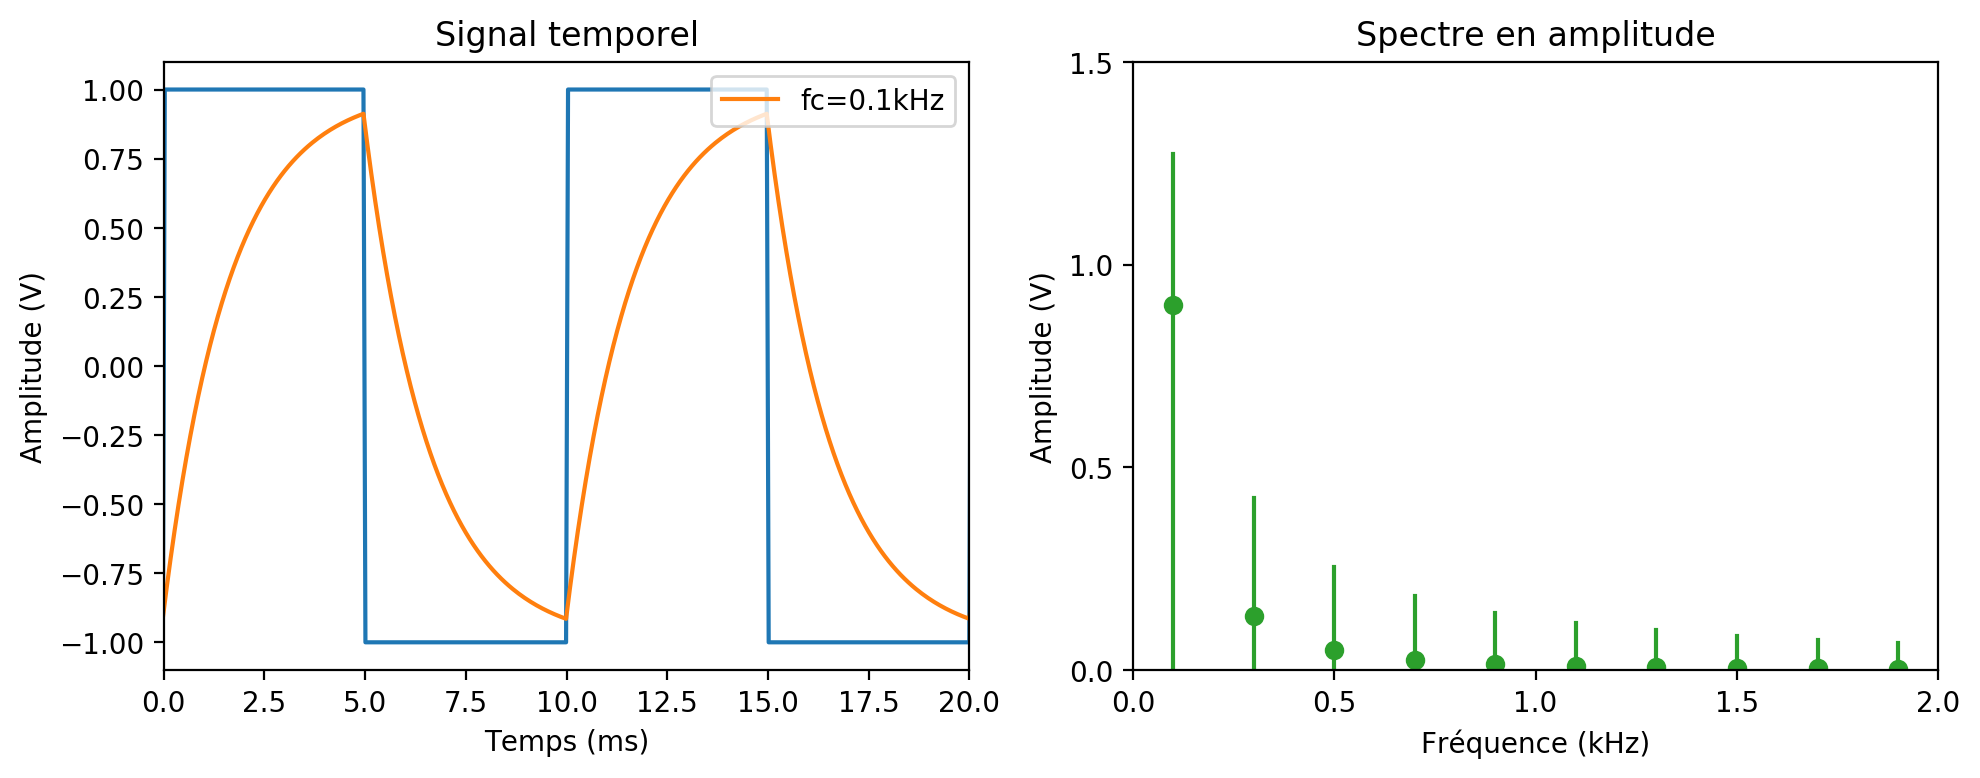 Signal temporel
Amplitude (V)
1.00
0.75
0.50
0.25
0.00
−0.25
−0.50
−0.75
−1.00
fc=0.1kHz
0.0 2.5 5.0 7.5 10.0 12.5 15.0 17.5 20.0
Temps (ms)
Spectre en amplitude
Amplitude (V)
1.5
1.0
0.5
0.0
0.0 0.5 1.0 1.5 2.0
Fréquence (kHz)